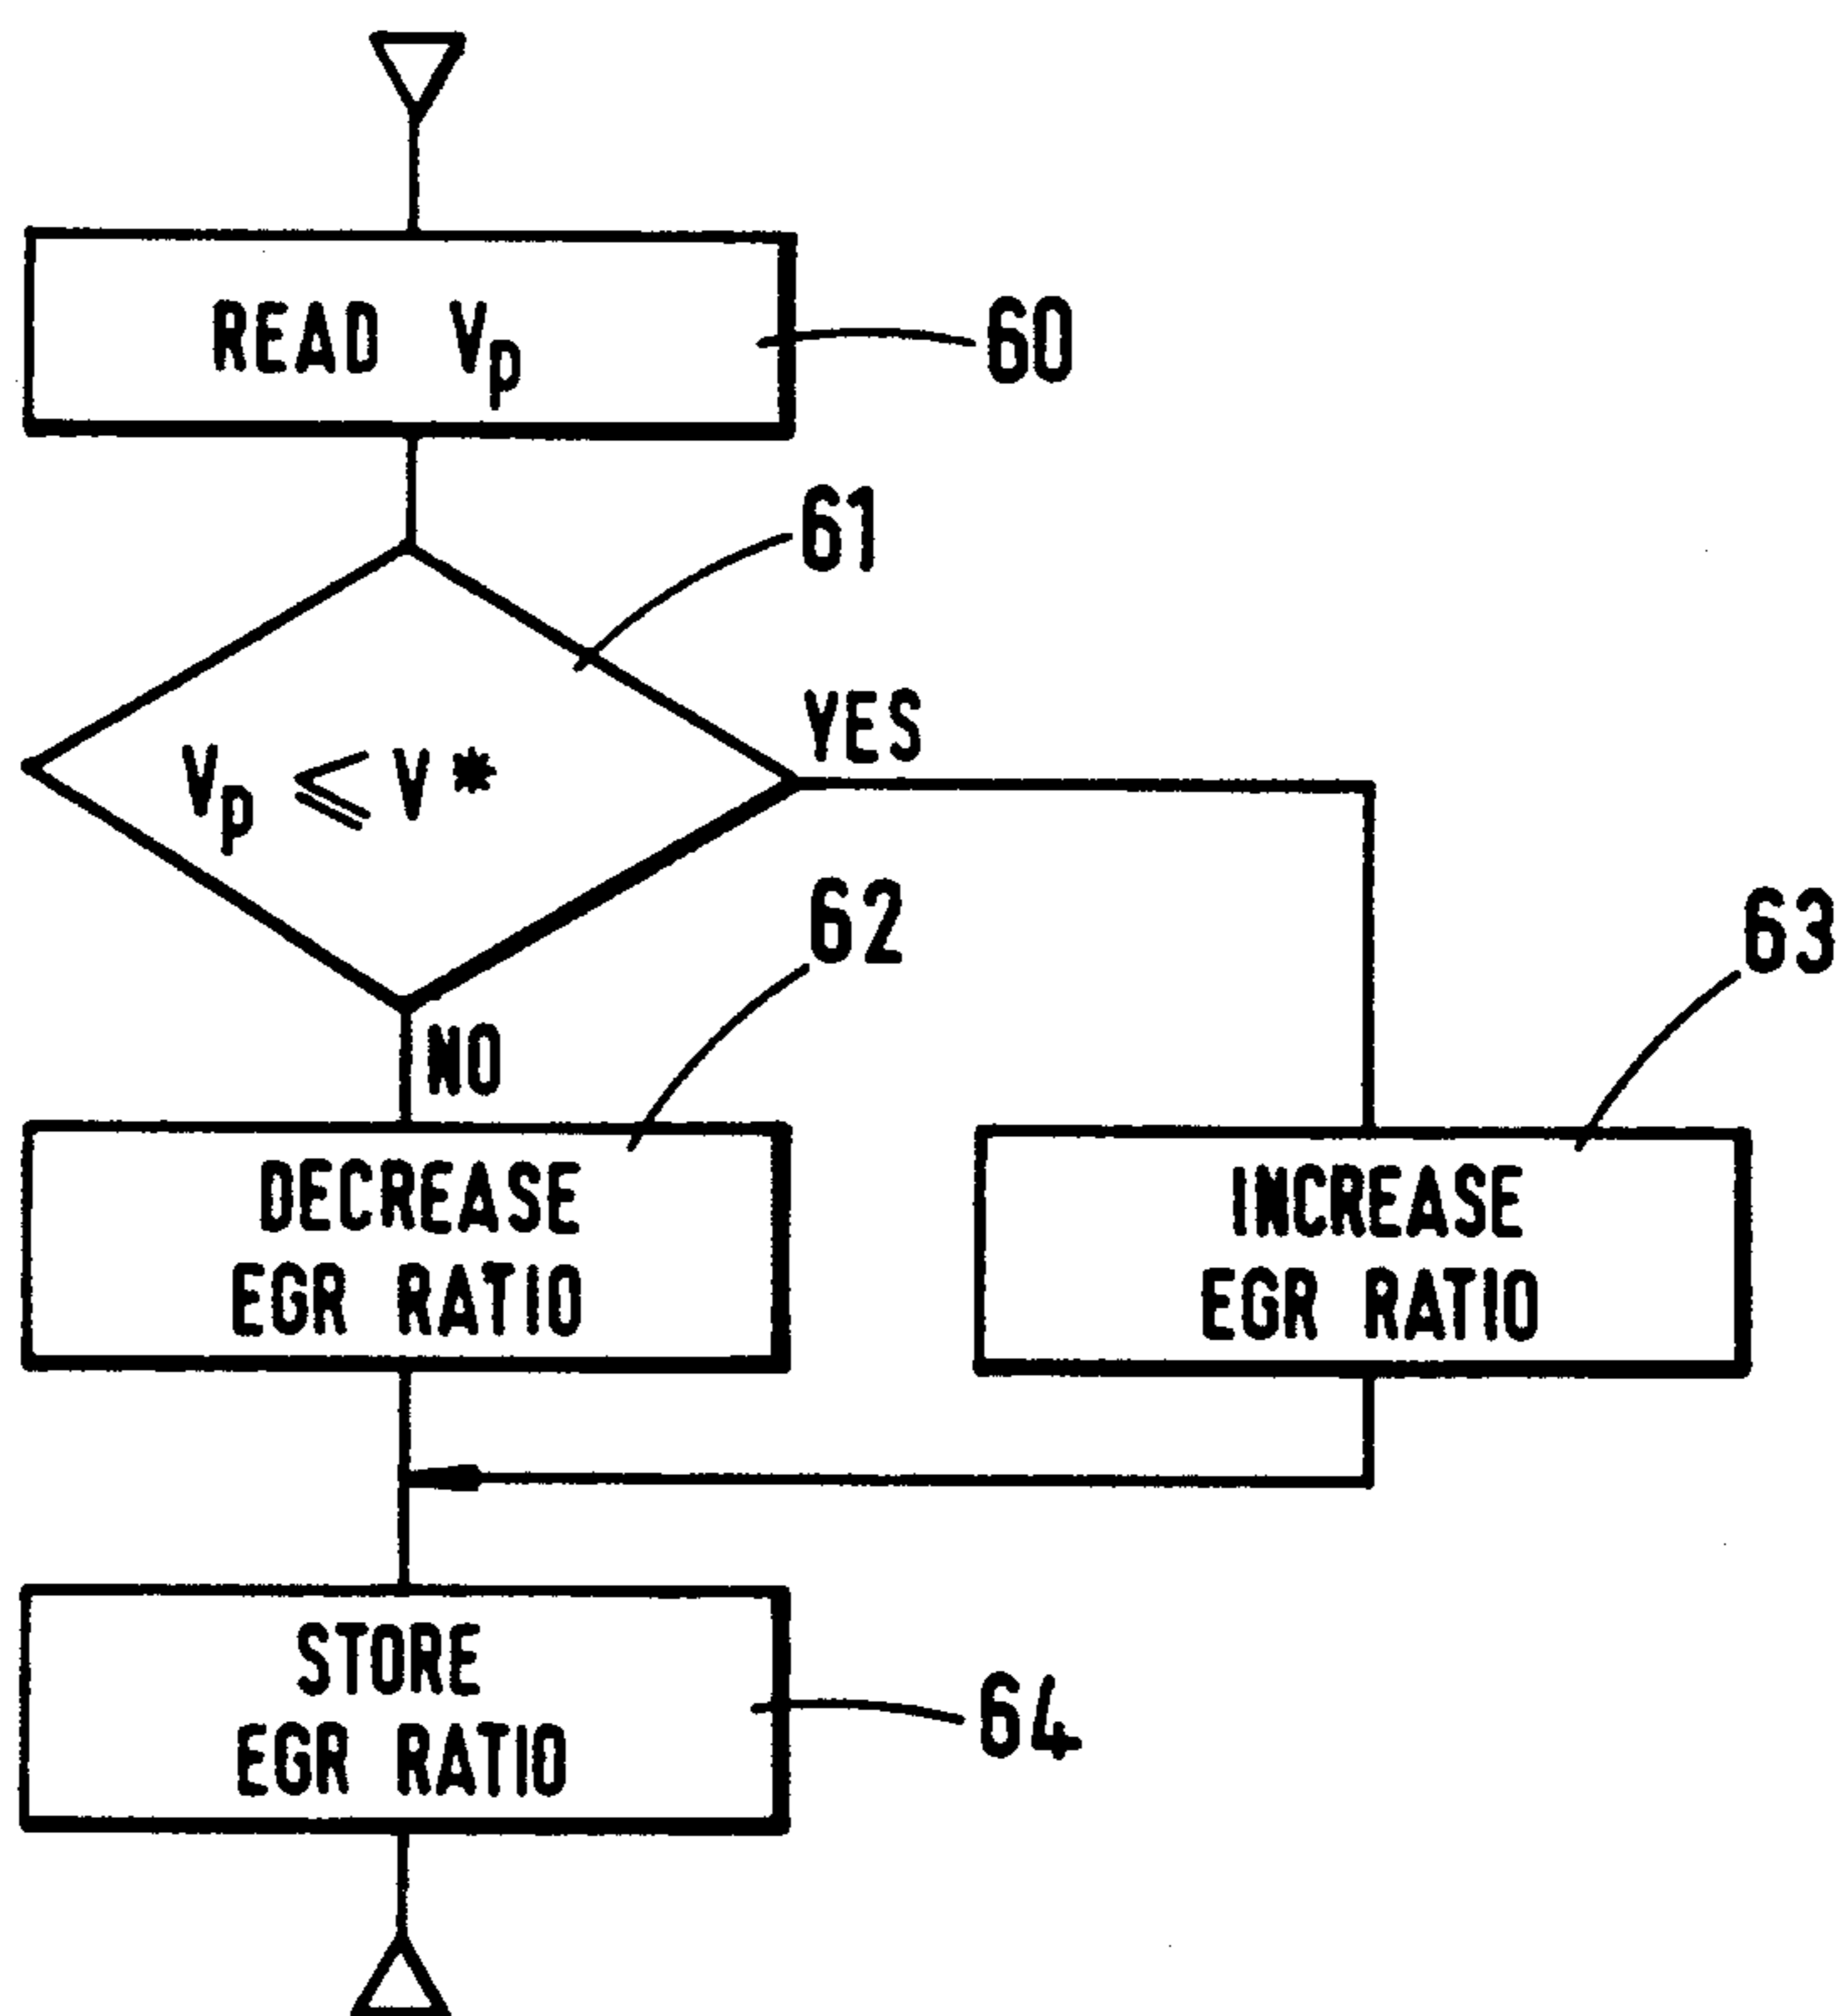 READ Vp
60
61
YES
Vp ⩽ V*
62
63
NO
DECREASE
EGR RATIO
INCREASE
EGR RATIO
STORE
EGR RATIO
64